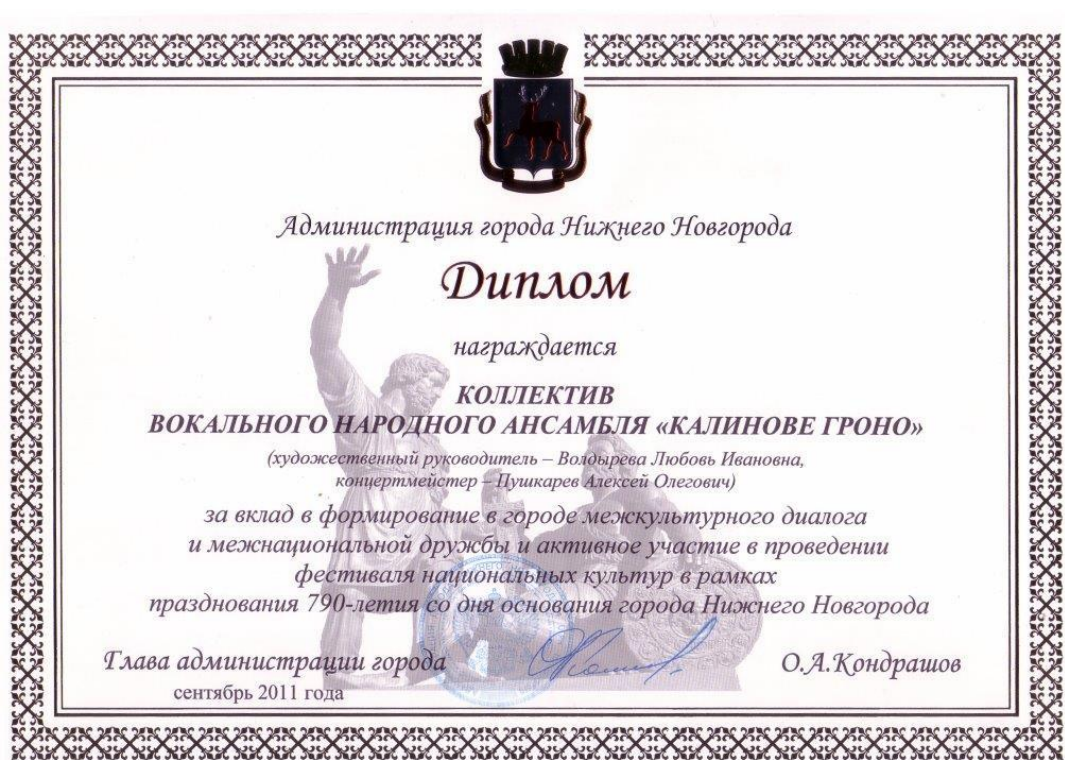 Администрация города Нижнего Новгорода
Диплом
награждается
КОЛЛЕКТИВ
ВОКАЛЬНОГО НАРОДНОГО АНСАМБЛЯ «КАЛИНОВЕ ГРОНО»
(художественный руководитель – Волдырева Любовь Ивановна,
концертмейстер – Пушкарев Алексей Олегович)
за вклад в формирование в городе межкультурного диалога
и межнациональной дружбы и активное участие в проведении
фестиваля национальных культур в рамках
празднования 790-летия со дня основания города Нижнего Новгорода
Глава администрации города
О.А.Кондрашов
сентябрь 2011 года